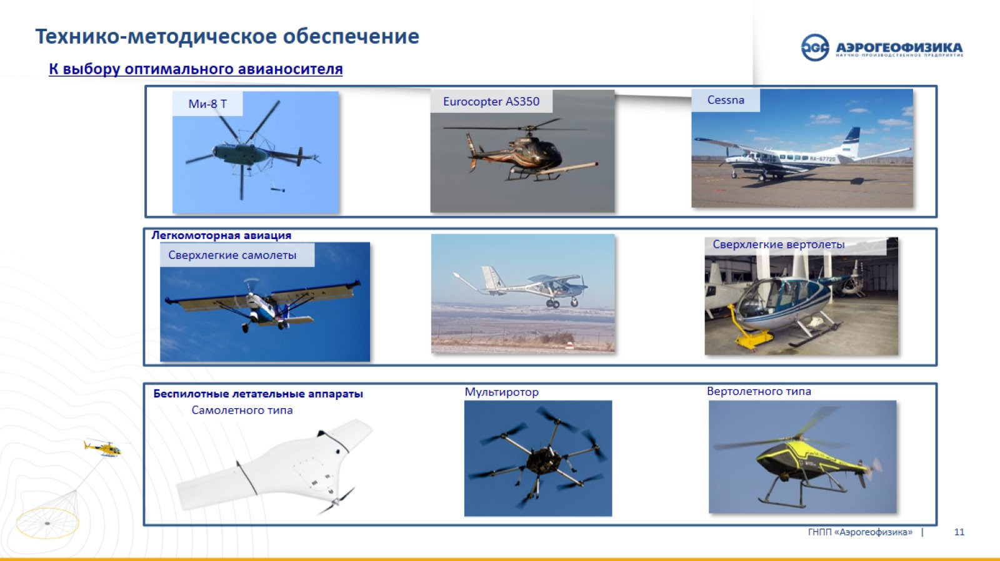 Технико-методическое обеспечение
АЭРОГЕОФИЗИКА
НАУЧНО-ПРОИЗВОДСТВЕННОЕ ПРЕДПРИЯТИЕ
К выбору оптимального авианосителя
Ми-8 Т
Eurocopter AS350
Cessna
RA-67720
Легкомоторная авиация
Сверхлегкие самолеты
Сверхлегкие вертолеты
Беспилотные летательные аппараты
Мультиротор
Вертолетного типа
Самолетного типа
ГНПП «Аэрогеофизика» |
11